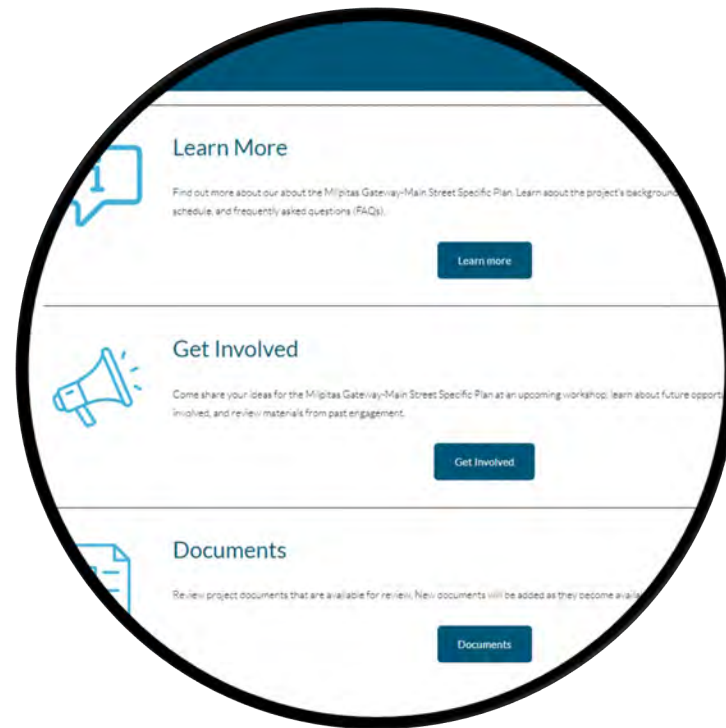 Learn More
Find out more about our about the Milpitas Gateway-Main Street Specific Plan. Learn about the project's background
schedule, and frequently asked questions (FAQs).
Learn more
Get Involved
Come share your ideas for the Milpitas Gateway-Main Street Specific Plan at an upcoming workshop, learn about future
involved, and review materials from past engagement.
Get Involved
Documents
Review project documents that are available for review. New documents will be added as they become
Documents